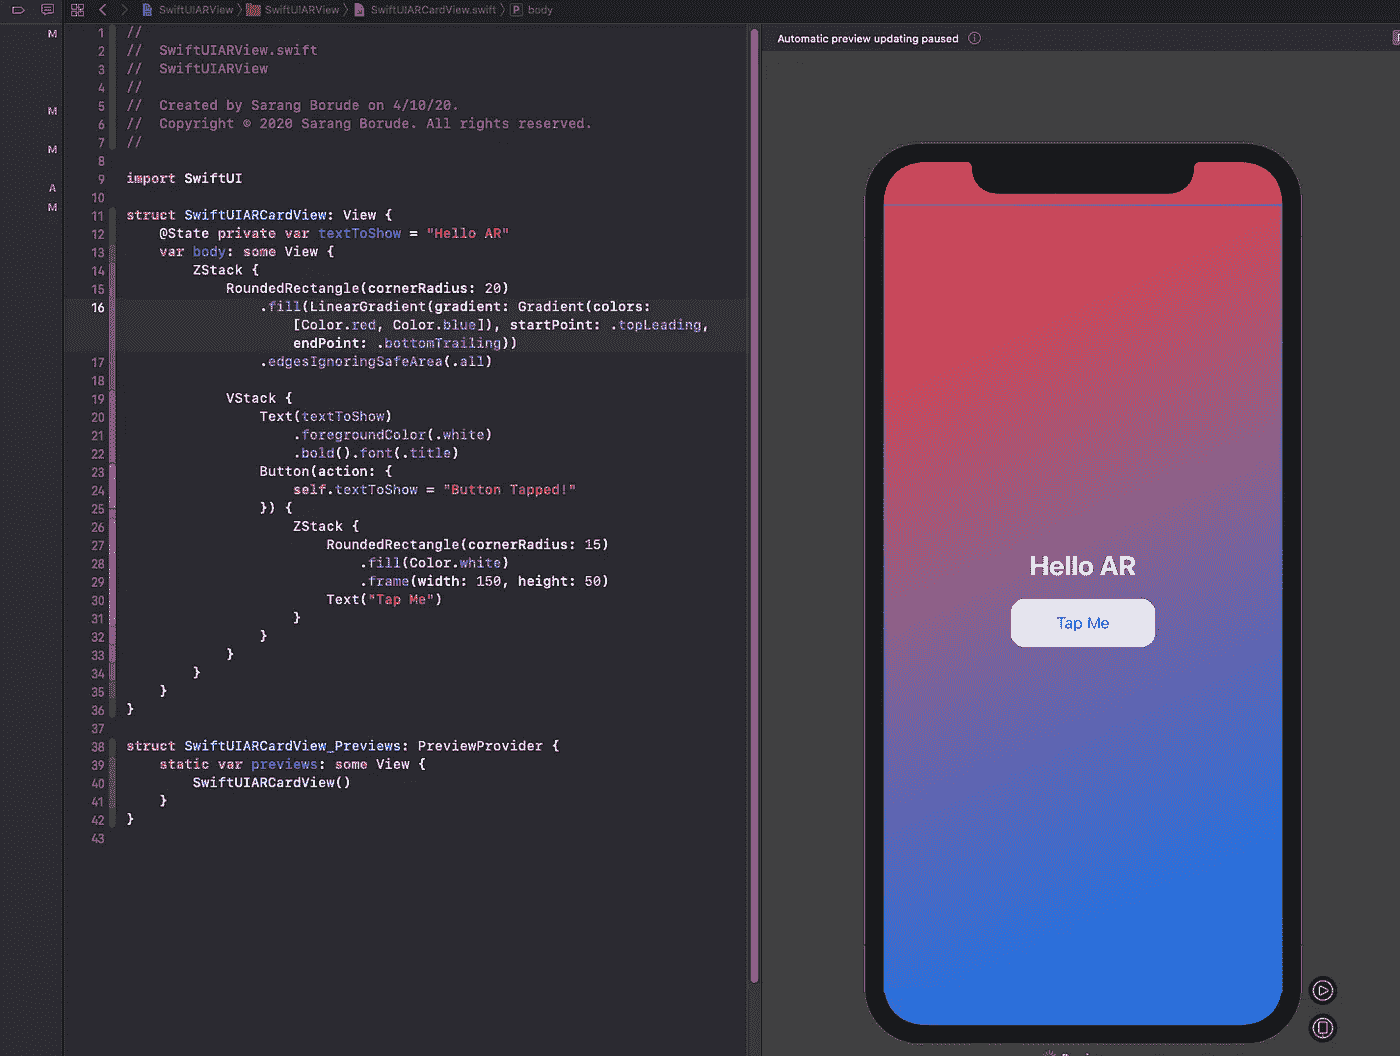 SwiftUIARView 〉 SwiftUIARView 〉 SwiftUIARCardView.swift 〉 P body
M
M
M
A
M
1 //
2 //  SwiftUIARView.swift
3 //  SwiftUIARView
4 //
5 //  Created by Sarang Borude on 4/10/20.
6 //  Copyright © 2020 Sarang Borude. All rights reserved.
7 //
8
9 import SwiftUI
10
11 struct SwiftUIARCardView: View {
12     @State private var textToShow = "Hello AR"
13     var body: some View {
14         ZStack {
15             RoundedRectangle(cornerRadius: 20)
16                 .fill(LinearGradient(gradient: Gradient(colors:
                    [Color.red, Color.blue]), startPoint: .topLeading,
                    endPoint: .bottomTrailing))
17                 .edgesIgnoringSafeArea(.all)
18
19             VStack {
20                 Text(textToShow)
21                     .foregroundColor(.white)
22                     .bold().font(.title)
23                 Button(action: {
24                     self.textToShow = "Button Tapped!"
25                 }) {
26                     ZStack {
27                         RoundedRectangle(cornerRadius: 15)
28                             .fill(Color.white)
29                             .frame(width: 150, height: 50)
30                         Text("Tap Me")
31                     }
32                 }
33             }
34         }
35     }
36 }
37
38 struct SwiftUIARCardView_Previews: PreviewProvider {
39     static var previews: some View {
40         SwiftUIARCardView()
41     }
42 }
43
Automatic preview updating paused
Hello AR
Tap Me